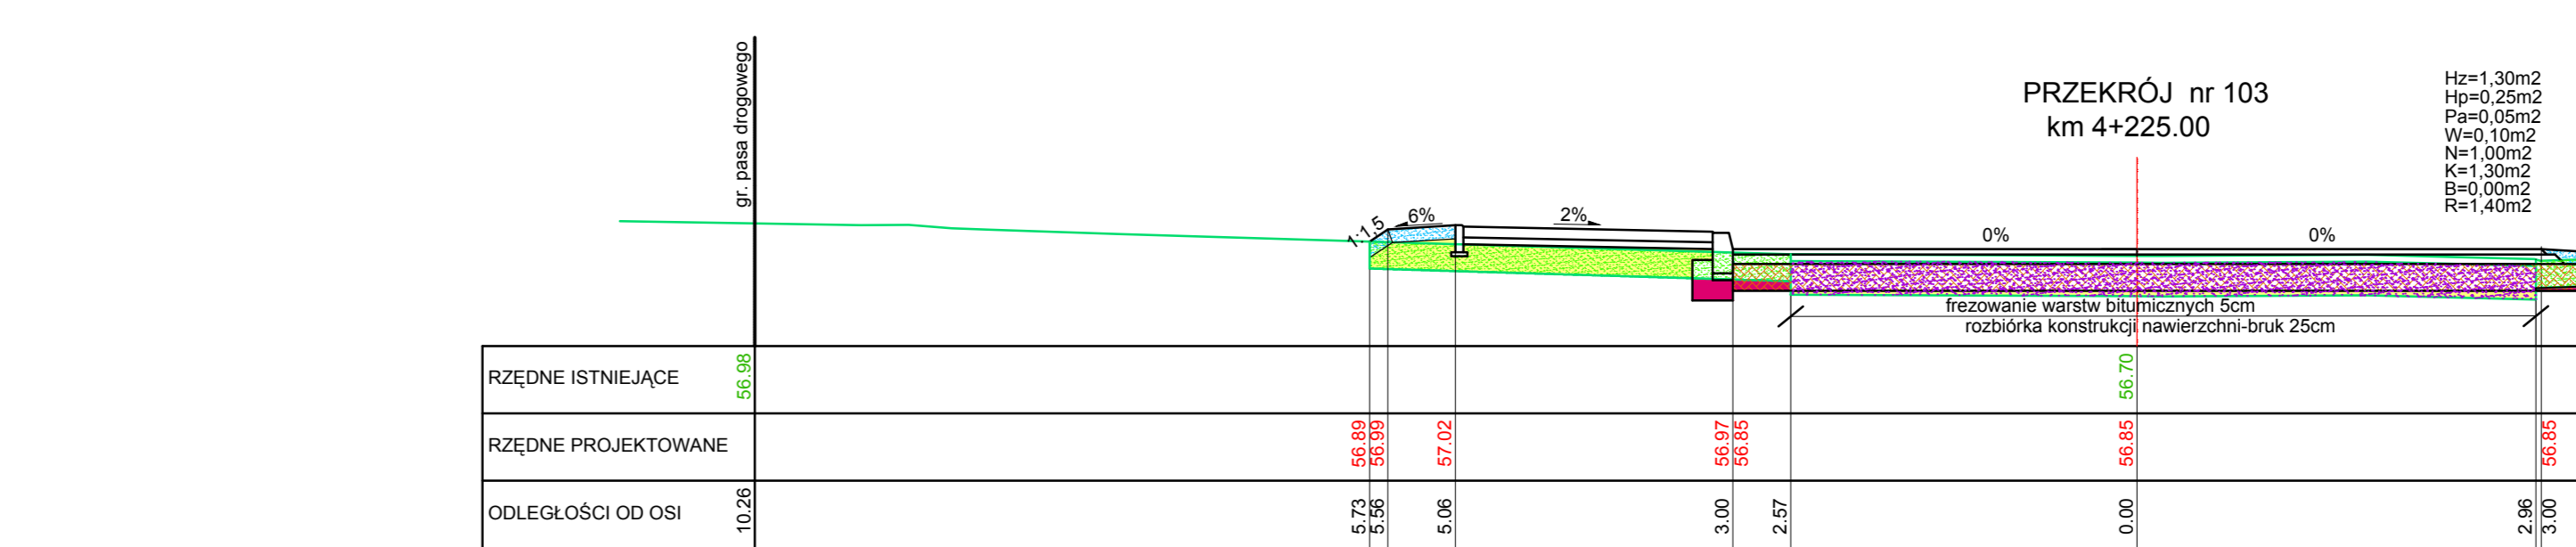 gr. pasa drogowego
PRZEKRÓJ nr 103
km 4+225.00
Hz=1,30m2
Hp=0,25m2
Pa=0,05m2
W=0,10m2
N=1,00m2
K=1,30m2
B=0,00m2
R=1,40m2
1:1,5
6%
2%
0%
0%
frezowanie warstw bitumicznych 5cm
rozbiórka konstrukcji nawierzchni-bruk 25cm
RZĘDNE ISTNIEJĄCE 56.98 56.70
RZĘDNE PROJEKTOWANE 56.89 56.99 57.02 56.97 56.85 56.85 56.85
ODLEGŁOŚCI OD OSI 10.26 5.73 5.56 5.06 3.00 2.57 0.00 2.96 3.00